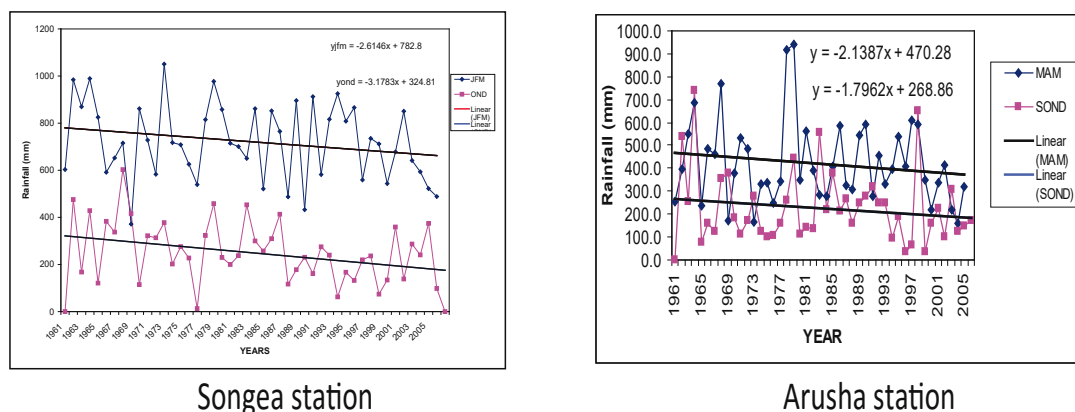 1200
1000
800
600
400
200
0
Rainfall (mm)
yjfm = -2.6146x + 782.8
yond = -3.1783x + 324.81
1961
1963
1965
1967
1969
1971
1973
1975
1977
1979
1981
1983
1985
1987
1989
1991
1993
1995
1997
1999
2001
2003
2005
YEARS
JFM
OND
Linear
(JFM)
Linear
Songea station
1000.0
900.0
800.0
700.0
600.0
500.0
400.0
300.0
200.0
100.0
0.0
Rainfall (mm)
y = -2.1387x + 470.28
y = -1.7962x + 268.86
1961
1965
1969
1973
1977
1981
1985
1989
1993
1997
2001
2005
YEAR
MAM
SOND
Linear
(MAM)
Linear
(SOND)
Arusha station